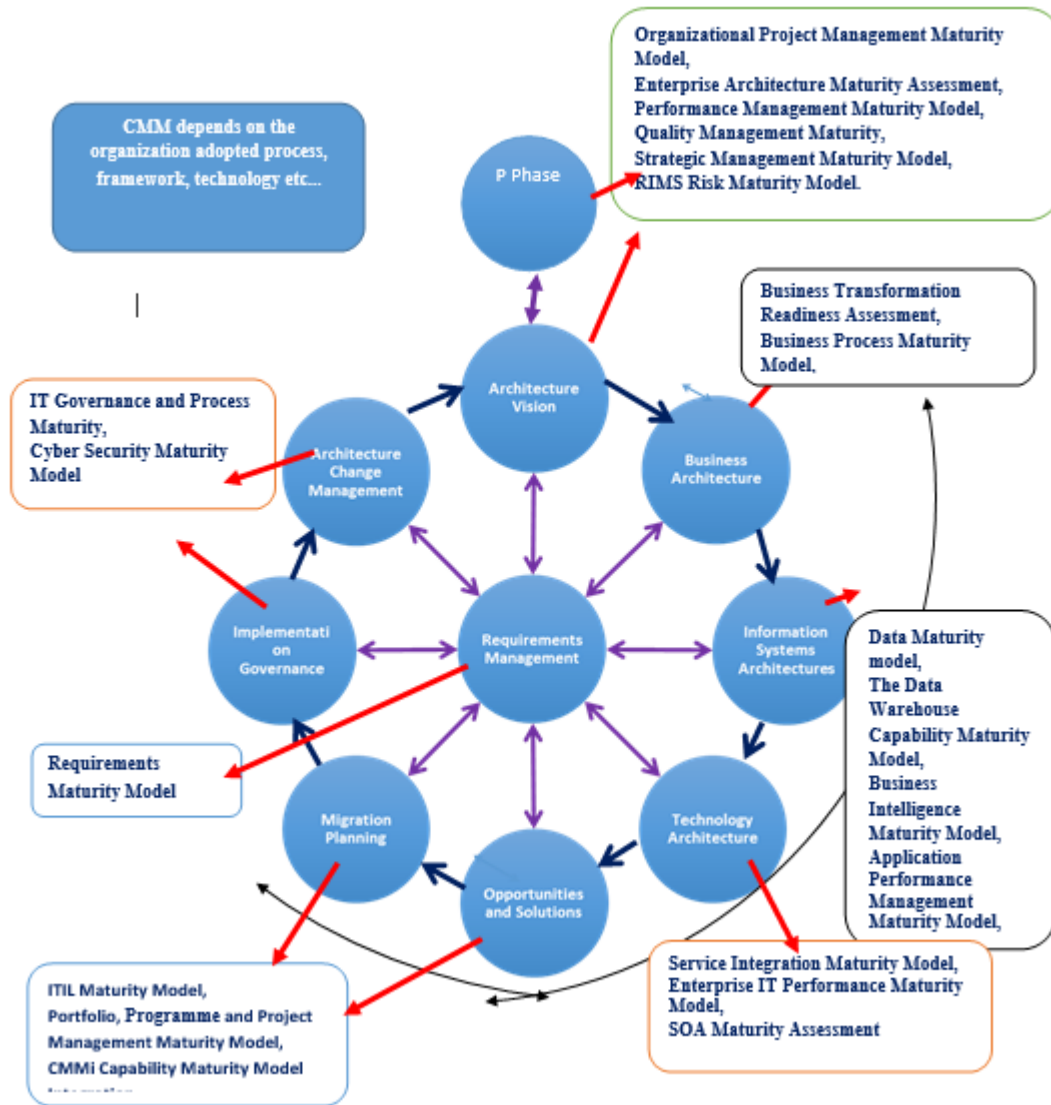 Organizational Project Management Maturity
Model,
Enterprise Architecture Maturity Assessment,
Performance Management Maturity Model,
Quality Management Maturity,
Strategic Management Maturity Model,
RIMS Risk Maturity Model.
CMM depends on the
organization adopted process,
framework, technology etc...
P Phase
Business Transformation
Readiness Assessment,
Business Process Maturity
Model,
Architecture
Vision
IT Governance and Process
Maturity,
Cyber Security Maturity
Model
Architecture
Change
Management
Business
Architecture
Implementati
on
Governance
Requirements
Management
Information
Systems
Architectures
Data Maturity
model,
The Data
Warehouse
Capability Maturity
Model,
Business
Intelligence
Maturity Model,
Application
Performance
Management
Maturity Model,
Requirements
Maturity Model
Migration
Planning
Technology
Architecture
Opportunities
and Solutions
Service Integration Maturity Model,
Enterprise IT Performance Maturity
Model,
SOA Maturity Assessment
ITIL Maturity Model,
Portfolio, Programme and Project
Management Maturity Model,
CMMi Capability Maturity Model